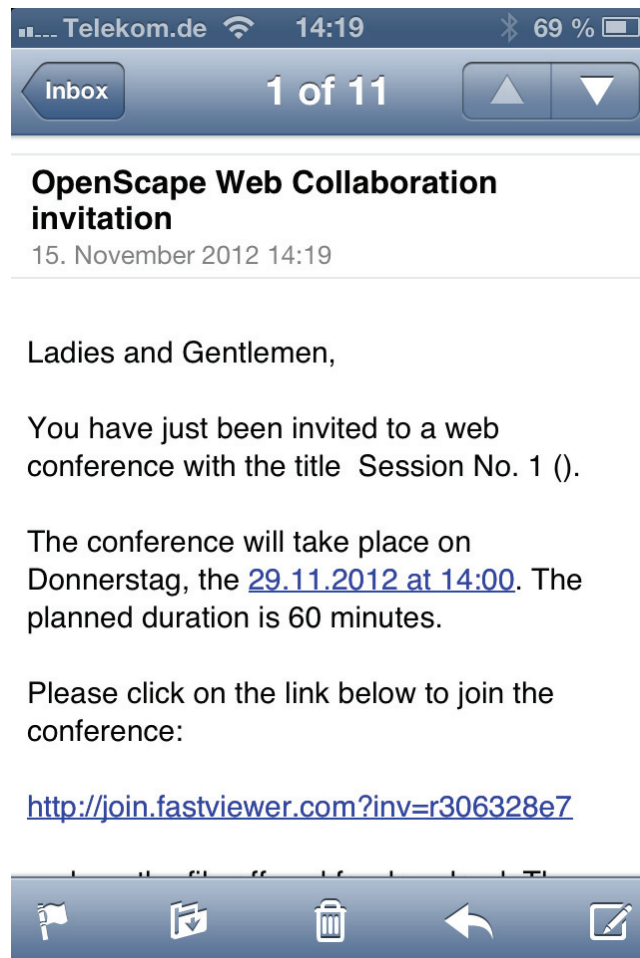 Telekom.de 14:19 69 %
Inbox 1 of 11
OpenScape Web Collaboration
invitation
15. November 2012 14:19
Ladies and Gentlemen,
You have just been invited to a web
conference with the title  Session No. 1 ().
The conference will take place on
Donnerstag, the 29.11.2012 at 14:00. The
planned duration is 60 minutes.
Please click on the link below to join the
conference:
http://join.fastviewer.com?inv=r306328e7